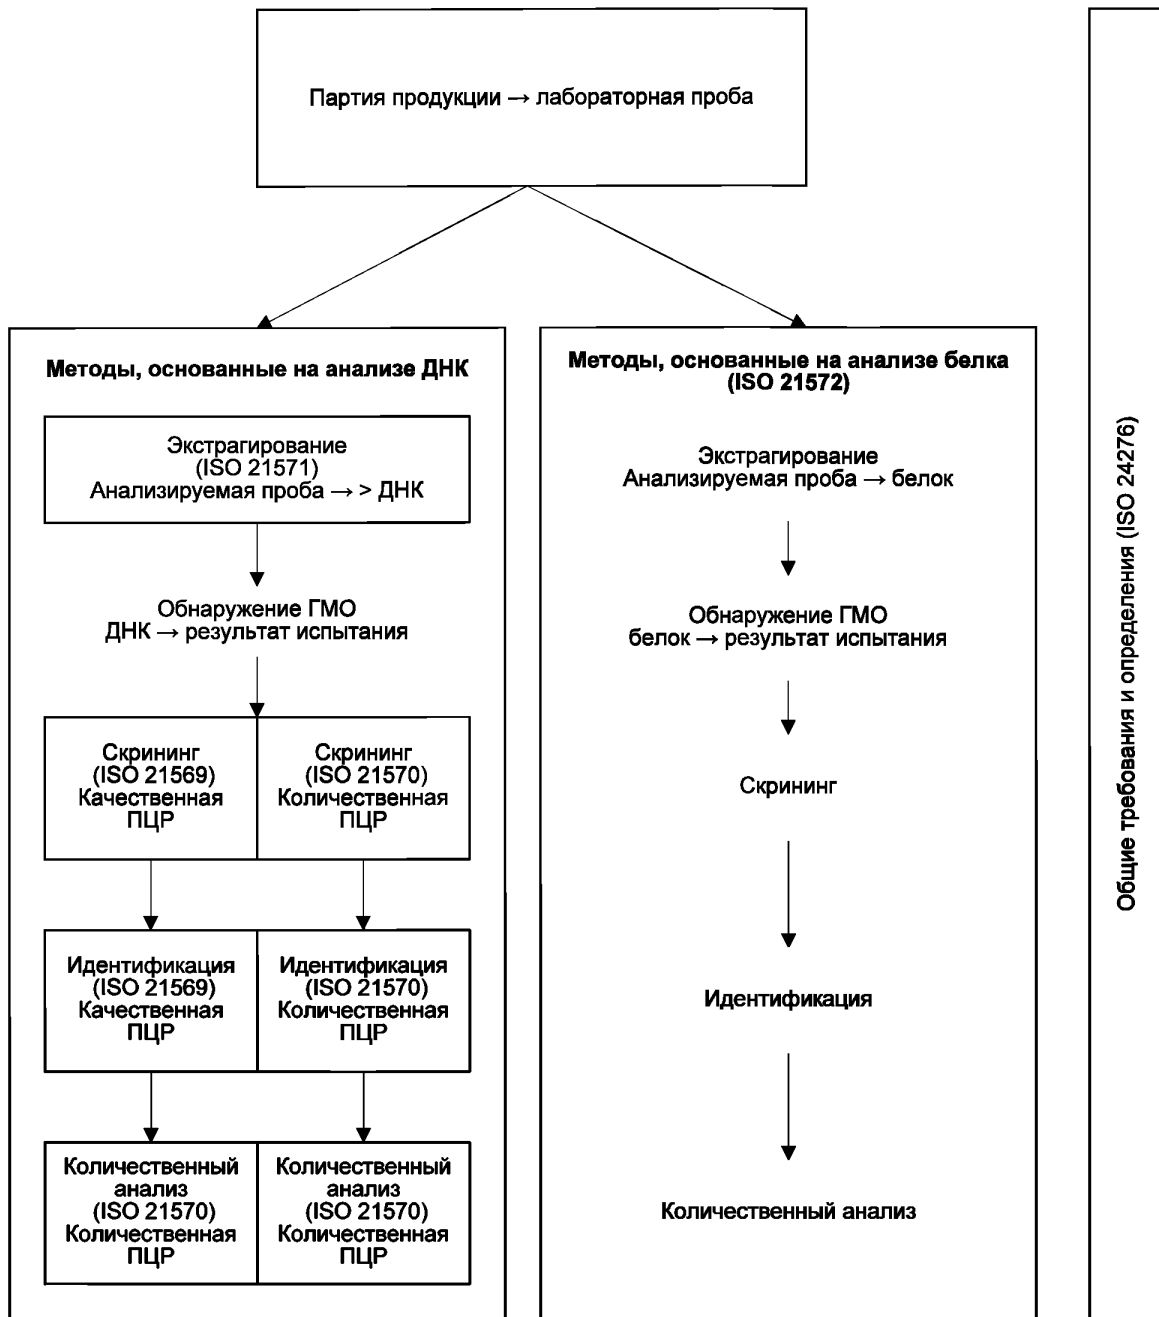 Партия продукции → лабораторная проба
Методы, основанные на анализе ДНК
Экстрагирование
(ISO 21571)
Анализируемая проба → > ДНК
Обнаружение ГМО
ДНК → результат испытания
Скрининг
(ISO 21569)
Качественная
ПЦР
Скрининг
(ISO 21570)
Количественная
ПЦР
Идентификация
(ISO 21569)
Качественная
ПЦР
Идентификация
(ISO 21570)
Количественная
ПЦР
Количественный
анализ
(ISO 21570)
Количественная
ПЦР
Количественный
анализ
(ISO 21570)
Количественная
ПЦР
Методы, основанные на анализе белка
(ISO 21572)
Экстрагирование
Анализируемая проба → белок
Обнаружение ГМО
белок → результат испытания
Скрининг
Идентификация
Количественный анализ
Общие требования и определения (ISO 24276)